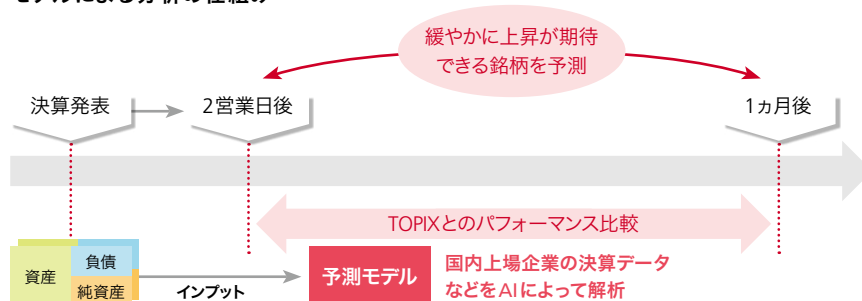 緩やかに上昇が期待
できる銘柄を予測
決算発表
2営業日後
1ヵ月後
TOPIXとのパフォーマンス比較
資産
負債
純資産
インプット
予測モデル
国内上場企業の決算データ
などをAIによって解析